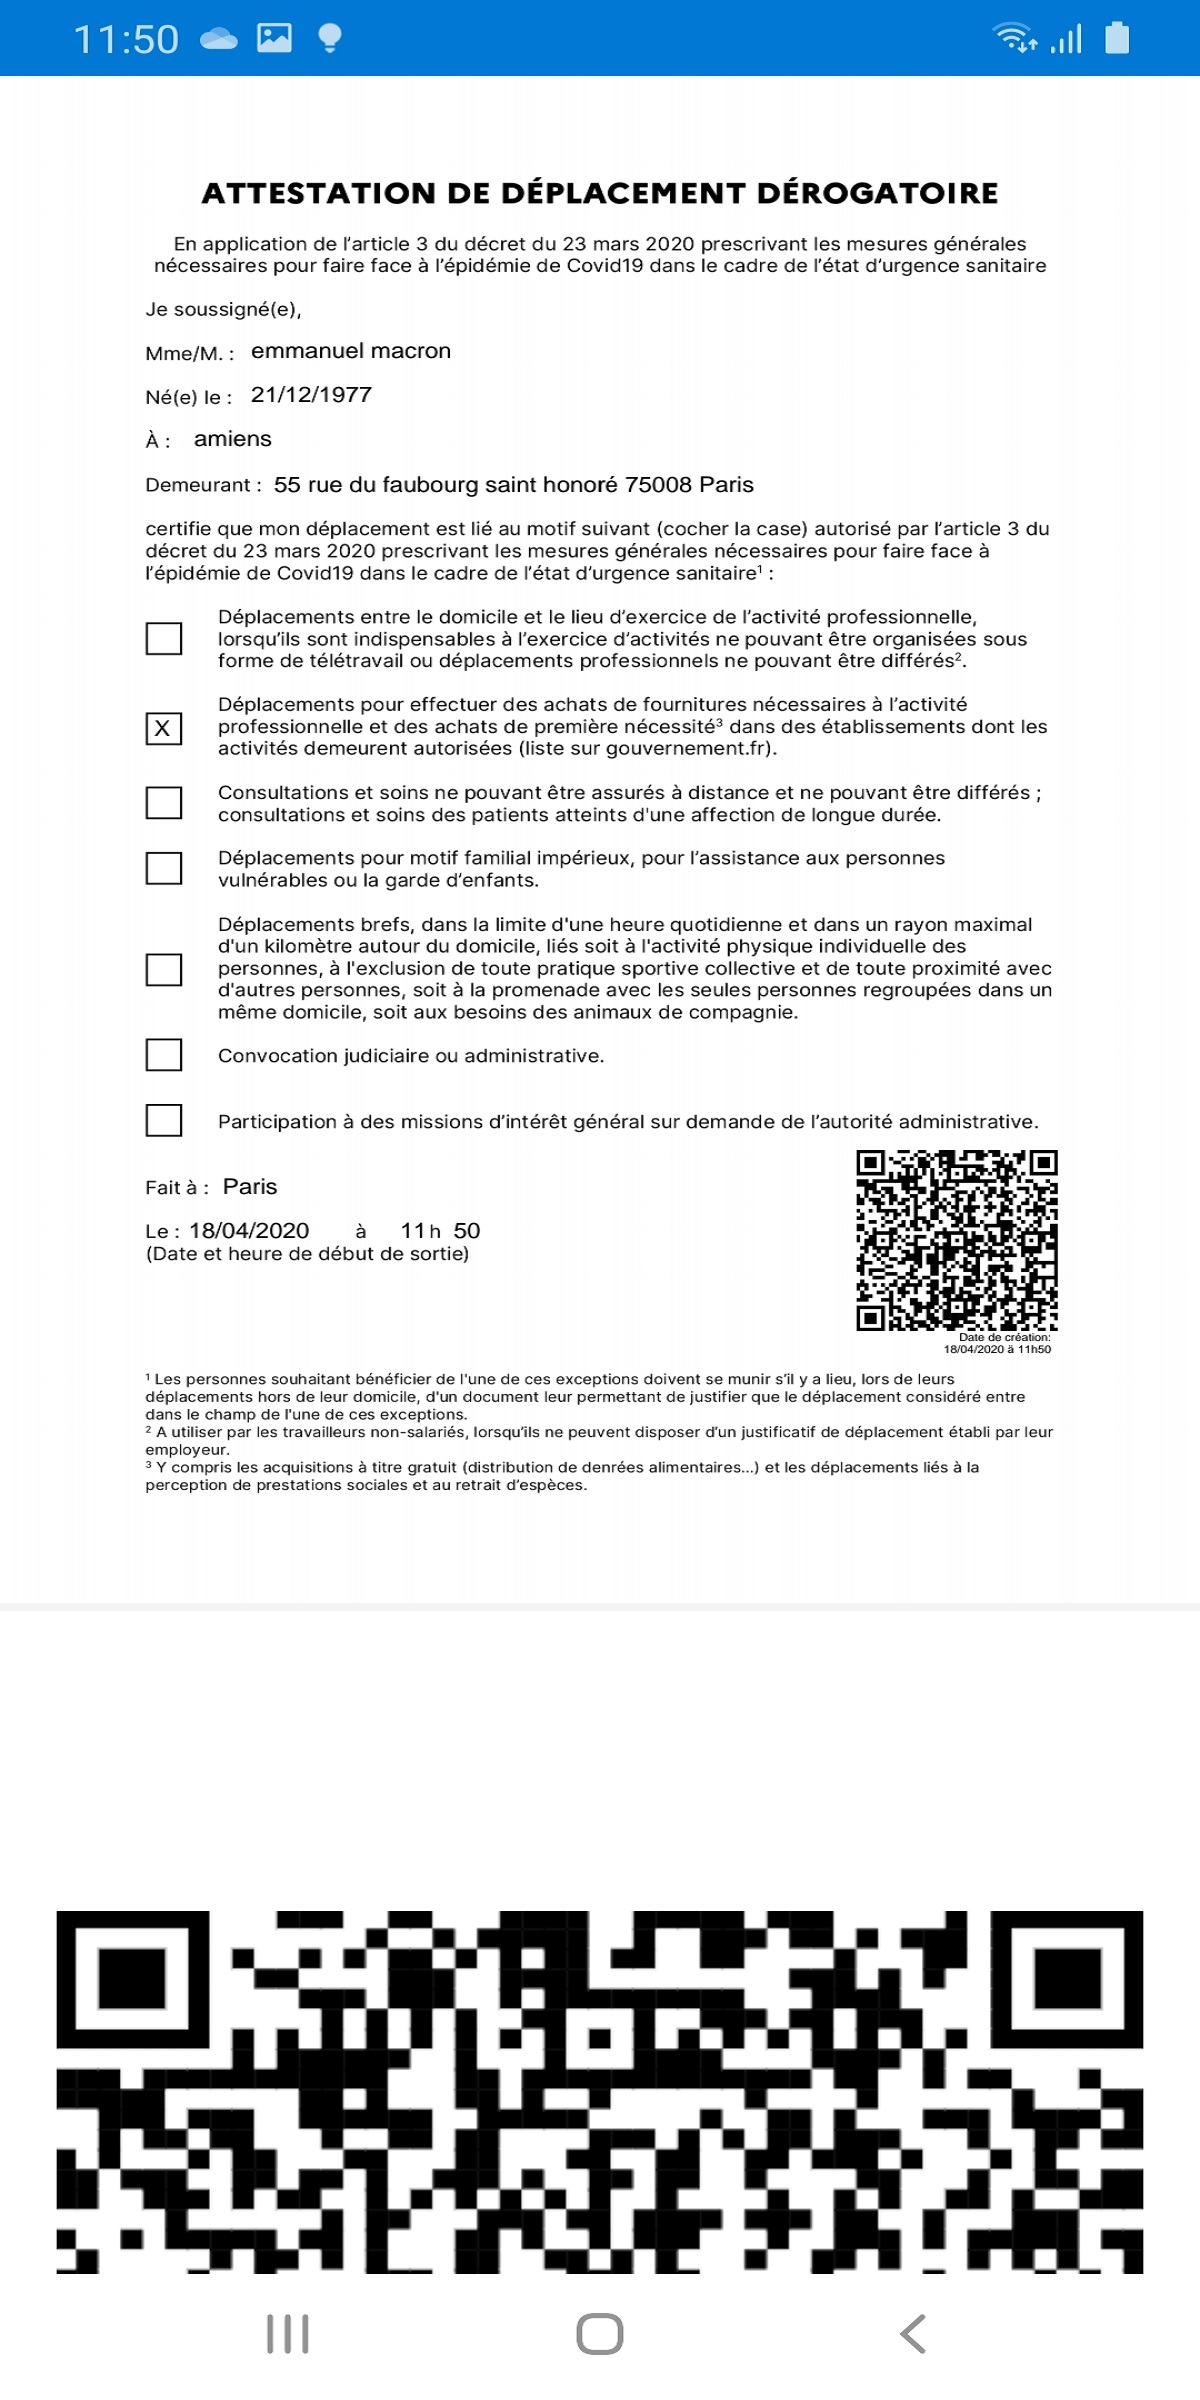 11:50
ATTESTATION DE DÉPLACEMENT DÉROGATOIRE
En application de l’article 3 du décret du 23 mars 2020 prescrivant les mesures générales
nécessaires pour faire face à l’épidémie de Covid19 dans le cadre de l’état d’urgence sanitaire
Je soussigné(e),
Mme/M. : emmanuel macron
Né(e) le : 21/12/1977
À : amiens
Demeurant : 55 rue du faubourg saint honoré 75008 Paris
certifie que mon déplacement est lié au motif suivant (cocher la case) autorisé par l’article 3 du
décret du 23 mars 2020 prescrivant les mesures générales nécessaires pour faire face à
l’épidémie de Covid19 dans le cadre de l’état d’urgence sanitaire¹ :
Déplacements entre le domicile et le lieu d’exercice de l’activité professionnelle,
lorsqu’ils sont indispensables à l’exercice d’activités ne pouvant être organisées sous
forme de télétravail ou déplacements professionnels ne pouvant être différés².
Déplacements pour effectuer des achats de fournitures nécessaires à l’activité
X professionnelle et des achats de première nécessité³ dans des établissements dont les
activités demeurent autorisées (liste sur gouvernement.fr).
Consultations et soins ne pouvant être assurés à distance et ne pouvant être différés ;
consultations et soins des patients atteints d'une affection de longue durée.
Déplacements pour motif familial impérieux, pour l’assistance aux personnes
vulnérables ou la garde d’enfants.
Déplacements brefs, dans la limite d'une heure quotidienne et dans un rayon maximal
d'un kilomètre autour du domicile, liés soit à l'activité physique individuelle des
personnes, à l'exclusion de toute pratique sportive collective et de toute proximité avec
d'autres personnes, soit à la promenade avec les seules personnes regroupées dans un
même domicile, soit aux besoins des animaux de compagnie.
Convocation judiciaire ou administrative.
Participation à des missions d’intérêt général sur demande de l’autorité administrative.
Fait à : Paris
Le : 18/04/2020 à 11h 50
(Date et heure de début de sortie)
Date de création:
18/04/2020 à 11h50
¹ Les personnes souhaitant bénéficier de l'une de ces exceptions doivent se munir s’il y a lieu, lors de leurs
déplacements hors de leur domicile, d'un document leur permettant de justifier que le déplacement considéré entre
dans le champ de l'une de ces exceptions.
² A utiliser par les travailleurs non-salariés, lorsqu’ils ne peuvent disposer d’un justificatif de déplacement établi par leur
employeur.
³ Y compris les acquisitions à titre gratuit (distribution de denrées alimentaires...) et les déplacements liés à la
perception de prestations sociales et au retrait d’espèces.